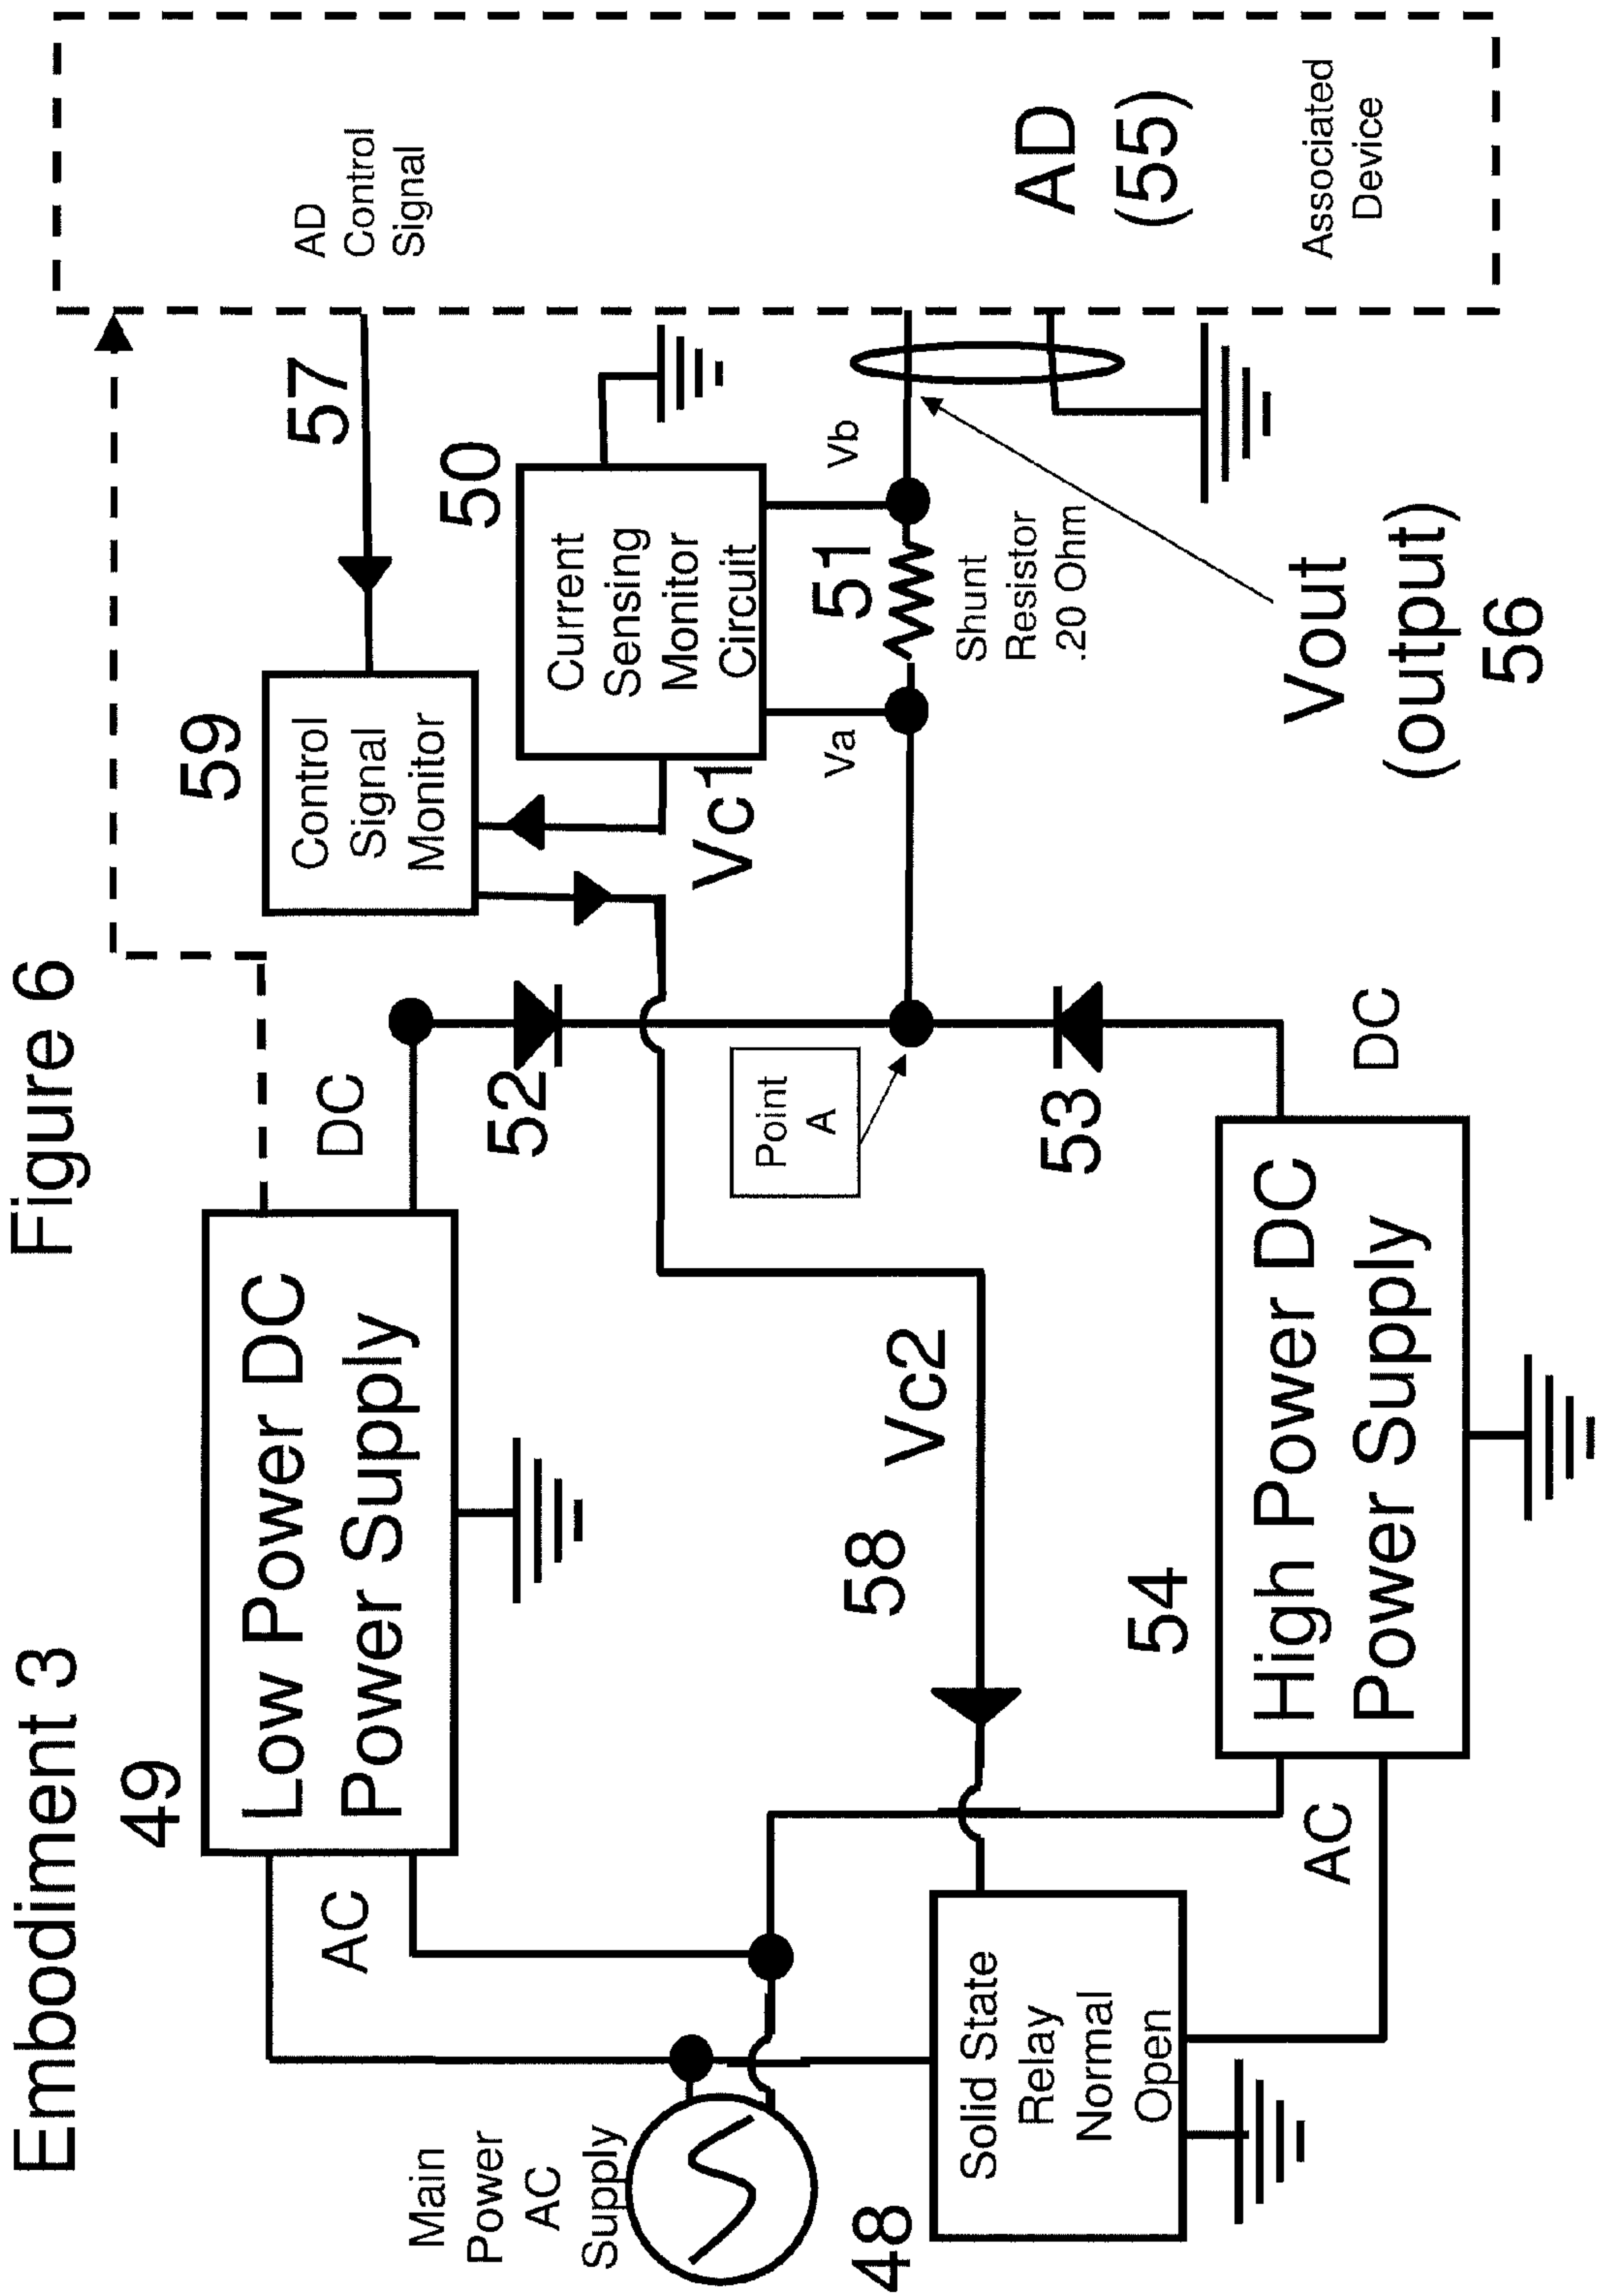 Embodiment 3
Figure 6
49
Low Power DC
Power Supply
AC
DC
59
Control
Signal
Monitor
57
AD
Control
Signal
50
Current
Sensing
Monitor
Circuit
Vc1
52
Point
A
Va
Vb
51
Shunt
Resistor
.20 Ohm
Main
Power
AC
Supply
48
Solid State
Relay
Normal
Open
58
Vc2
53
54
High Power DC
Power Supply
AC
DC
Vout
(output)
56
AD
(55)
Associated
Device